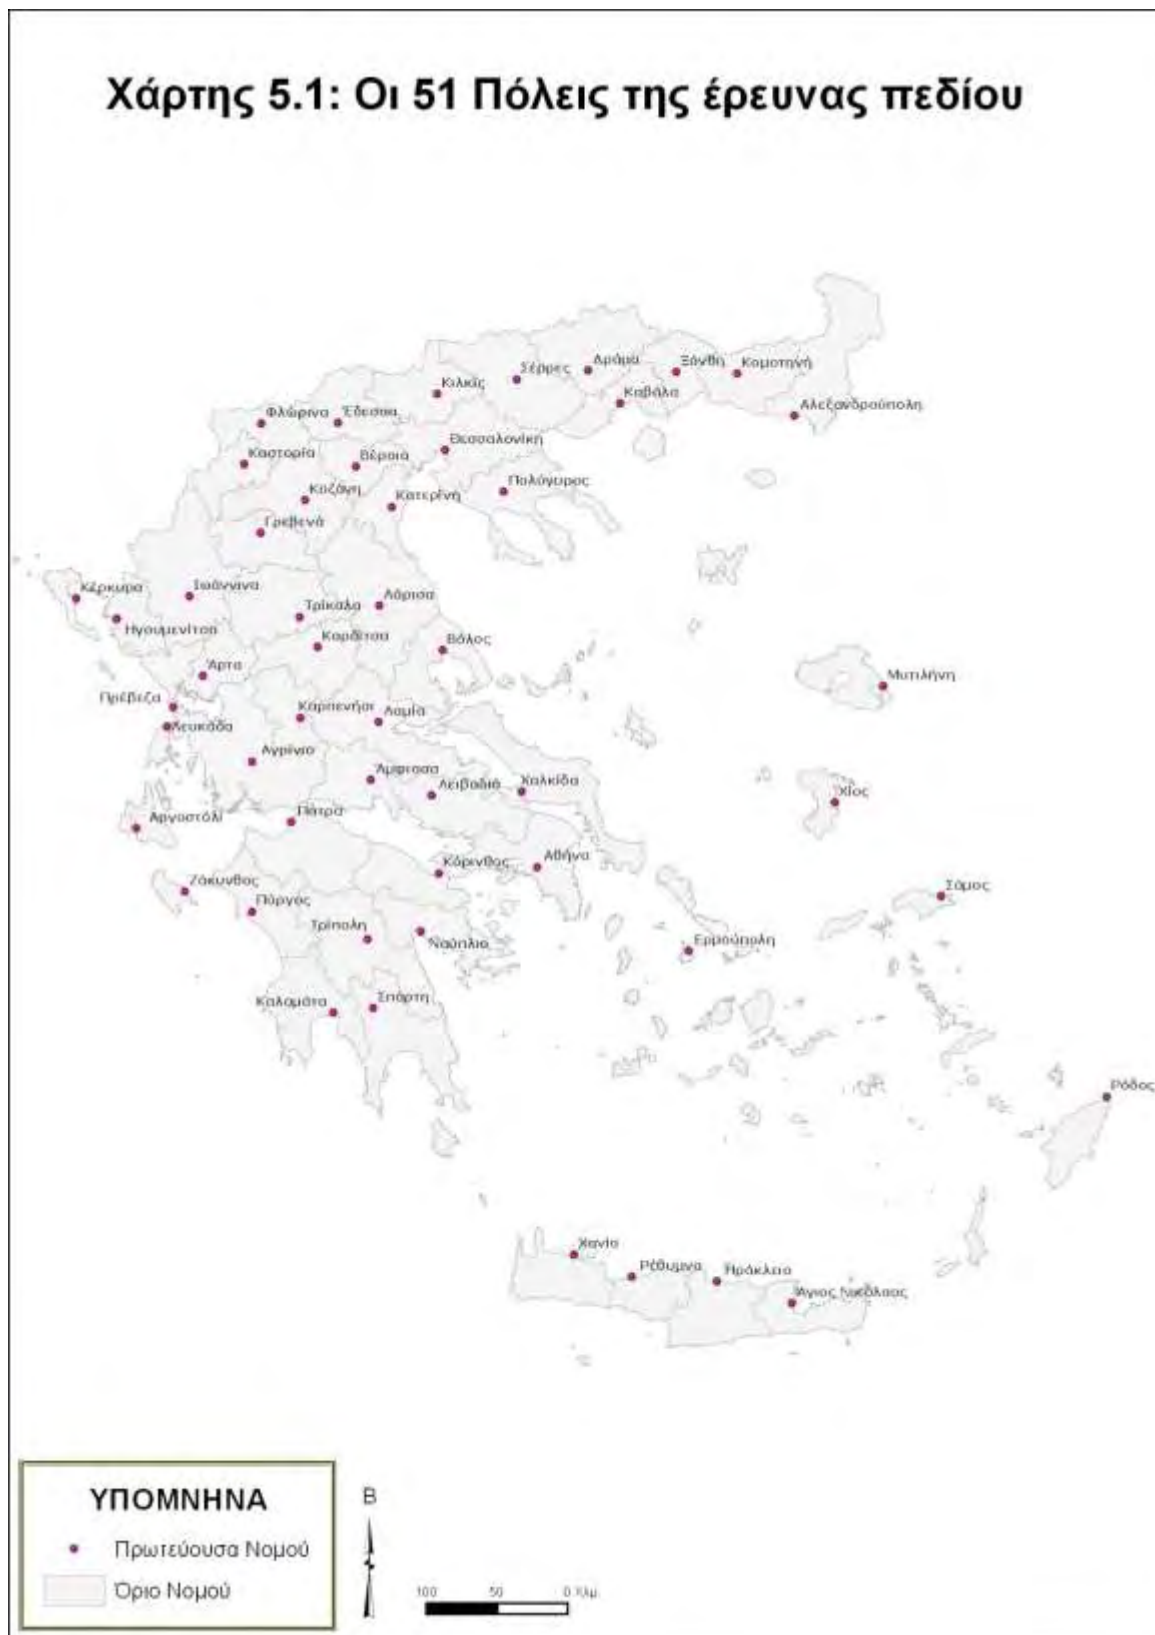 Χάρτης 5.1: Οι 51 Πόλεις της έρευνας πεδίου
Σέρρες
Δράμα
Ξάνθη
Κομοτηνή
Κιλκίς
Καβάλα
Αλεξανδρούπολη
Φλώρινα
Έδεσσα
Θεσσαλονίκη
Καστορία
Βέροια
Κοζάνη
Κατερίνη
Πολύγυρος
Γρεβενά
Κέρκυρα
Ιωάννινα
Τρίκαλα
Λάρισα
Ηγουμενίτσα
Καρδίτσα
Βόλος
Άρτα
Μυτιλήνη
Πρέβεζα
Καρπενήσι
Λαμία
Λευκάδα
Αγρίνιο
Άμφισσα
Λειβαδιά
Χαλκίδα
Χίος
Αργοστόλι
Πάτρα
Κόρινθος
Αθήνα
Ζάκυνθος
Σάμος
Πύργος
Τρίπολη
Ναύπλιο
Ερμούπολη
Καλαμάτα
Σπάρτη
Ρόδος
Χανία
Ρέθυμνο
Ηράκλειο
Άγιος Νικόλαος
ΥΠΟΜΝΗΝΑ
Πρωτεύουσα Νομού
Όριο Νομού
Β
100 50 0 Χλμ.